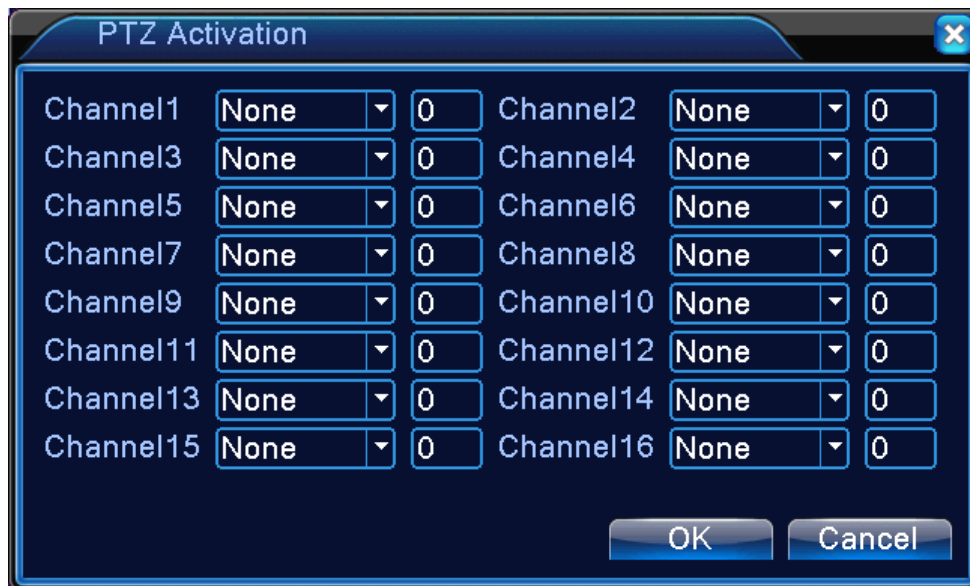 PTZ Activation
Channel1 None 0 Channel2 None 0
Channel3 None 0 Channel4 None 0
Channel5 None 0 Channel6 None 0
Channel7 None 0 Channel8 None 0
Channel9 None 0 Channel10 None 0
Channel11 None 0 Channel12 None 0
Channel13 None 0 Channel14 None 0
Channel15 None 0 Channel16 None 0
OK Cancel